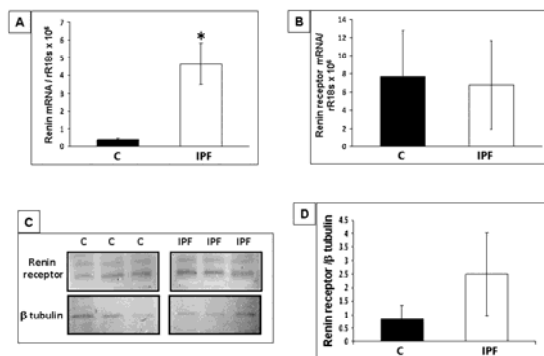 A
Renin mRNA / rR18s x 10⁶
7
6
5
4
3
2
1
0
*
C
IPF
B
Renin receptor mRNA/
rR18s x 10⁶
14
12
10
8
6
4
2
0
C
IPF
C
C C C IPF IPF IPF
Renin
receptor
β tubulin
D
Renin receptor /β tubulin
4.5
4
3.5
3
2.5
2
1.5
1
0.5
0
C
IPF